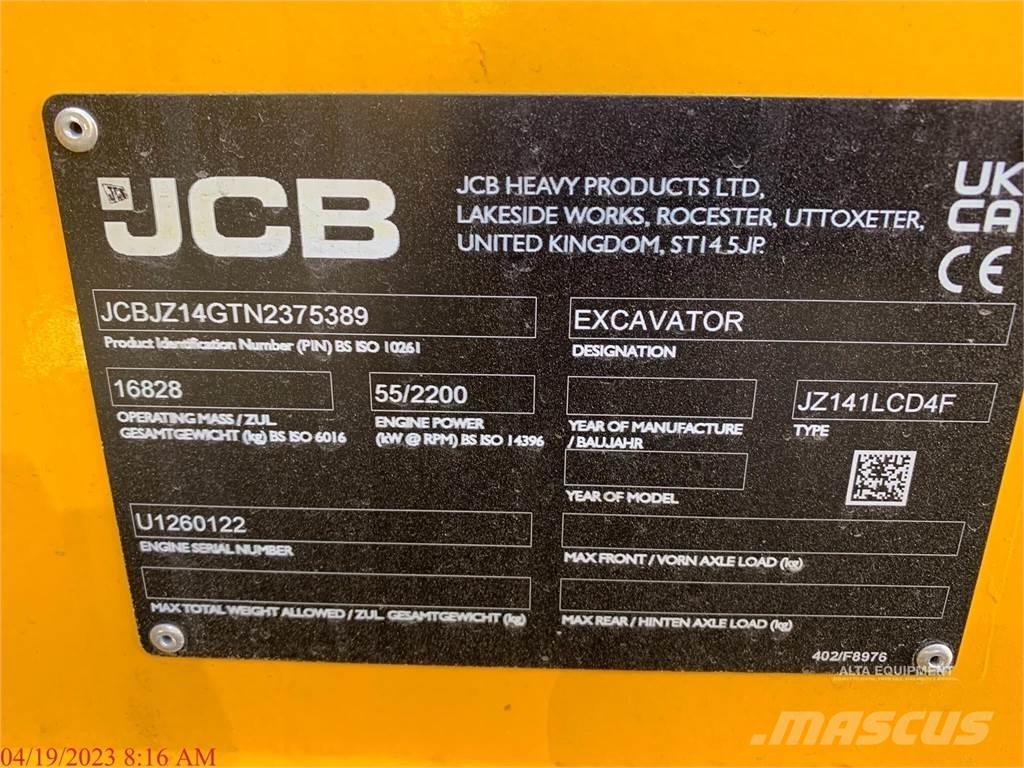 JCB
JCB HEAVY PRODUCTS LTD,
LAKESIDE WORKS, ROCESTER, UTTOXETER,
UNITED KINGDOM, ST14 5JP.
UK
CA
CE
JCBJZ14GTN2375389
Product Identification Number (PIN) BS ISO 10261
EXCAVATOR
DESIGNATION
16828
OPERATING MASS / ZUL.
GESAMTGEWICHT (kg) BS ISO 6016
55/2200
ENGINE POWER
(kW @ RPM) BS ISO 14396
YEAR OF MANUFACTURE
/ BAUJAHR
JZ141LCD4F
TYPE
YEAR OF MODEL
U1260122
ENGINE SERIAL NUMBER
MAX FRONT / VORN AXLE LOAD (kg)
MAX TOTAL WEIGHT ALLOWED / ZUL. GESAMTGEWICHT (kg)
MAX REAR / HINTEN AXLE LOAD (kg)
402/F8976
ALTA EQUIPMENT
MASCUS
04/19/2023 8:16 AM